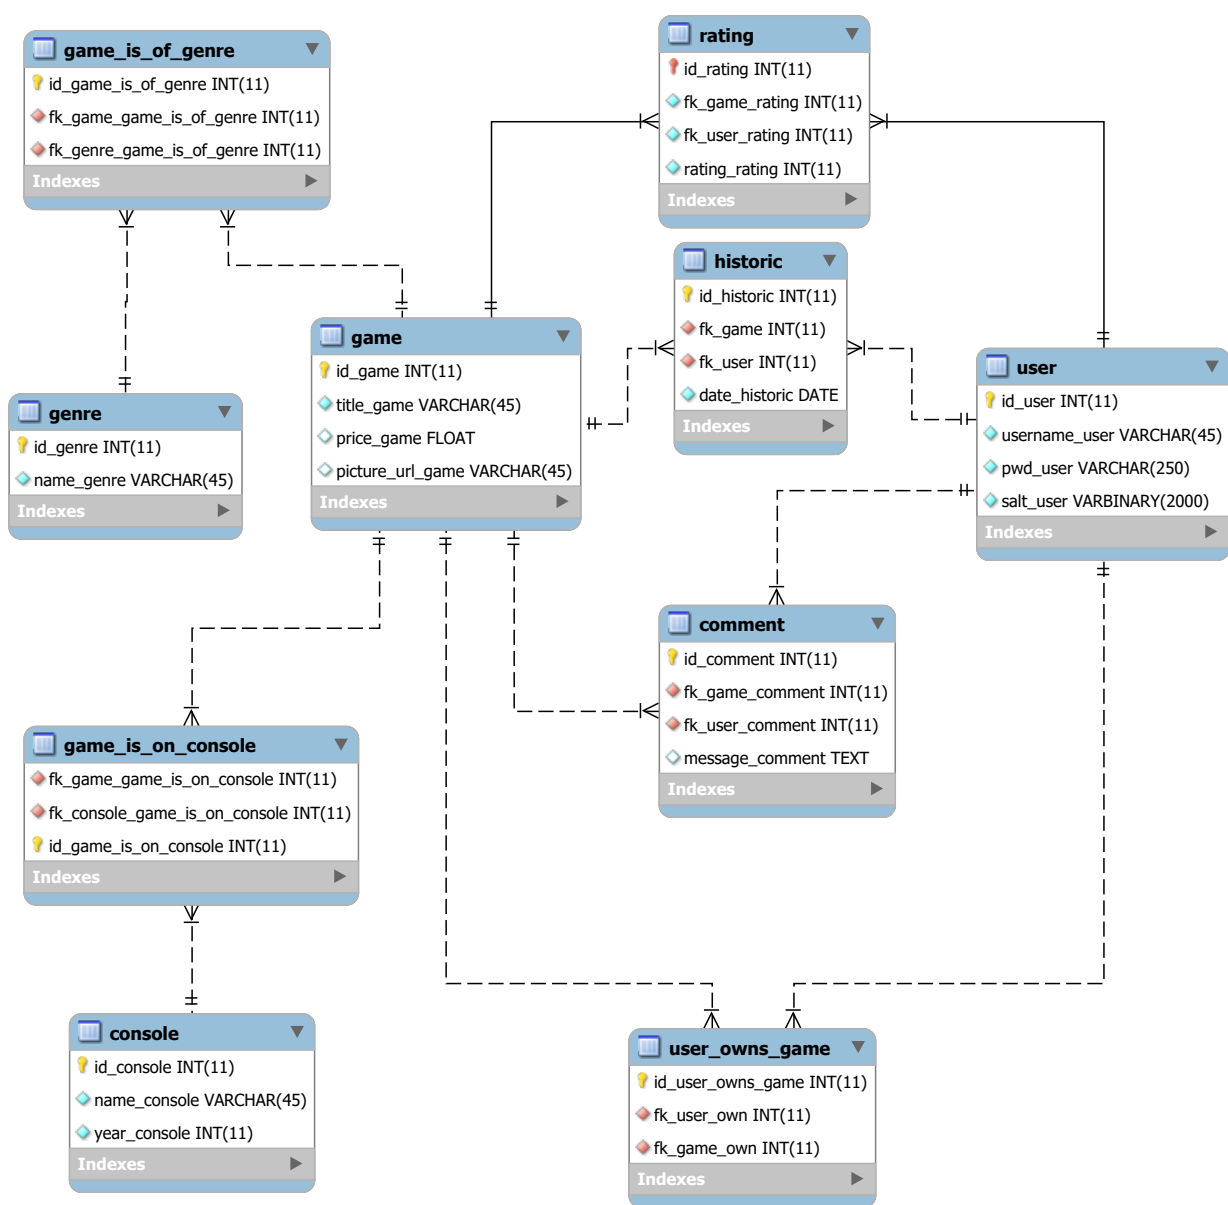 game_is_of_genre
id_game_is_of_genre INT(11)
fk_game_game_is_of_genre INT(11)
fk_genre_game_is_of_genre INT(11)
Indexes
rating
id_rating INT(11)
fk_game_rating INT(11)
fk_user_rating INT(11)
rating_rating INT(11)
Indexes
historic
id_historic INT(11)
fk_game INT(11)
fk_user INT(11)
date_historic DATE
Indexes
game
id_game INT(11)
title_game VARCHAR(45)
price_game FLOAT
picture_url_game VARCHAR(45)
Indexes
user
id_user INT(11)
username_user VARCHAR(45)
pwd_user VARCHAR(250)
salt_user VARBINARY(2000)
Indexes
genre
id_genre INT(11)
name_genre VARCHAR(45)
Indexes
comment
id_comment INT(11)
fk_game_comment INT(11)
fk_user_comment INT(11)
message_comment TEXT
Indexes
game_is_on_console
fk_game_game_is_on_console INT(11)
fk_console_game_is_on_console INT(11)
id_game_is_on_console INT(11)
Indexes
console
id_console INT(11)
name_console VARCHAR(45)
year_console INT(11)
Indexes
user_owns_game
id_user_owns_game INT(11)
fk_user_own INT(11)
fk_game_own INT(11)
Indexes